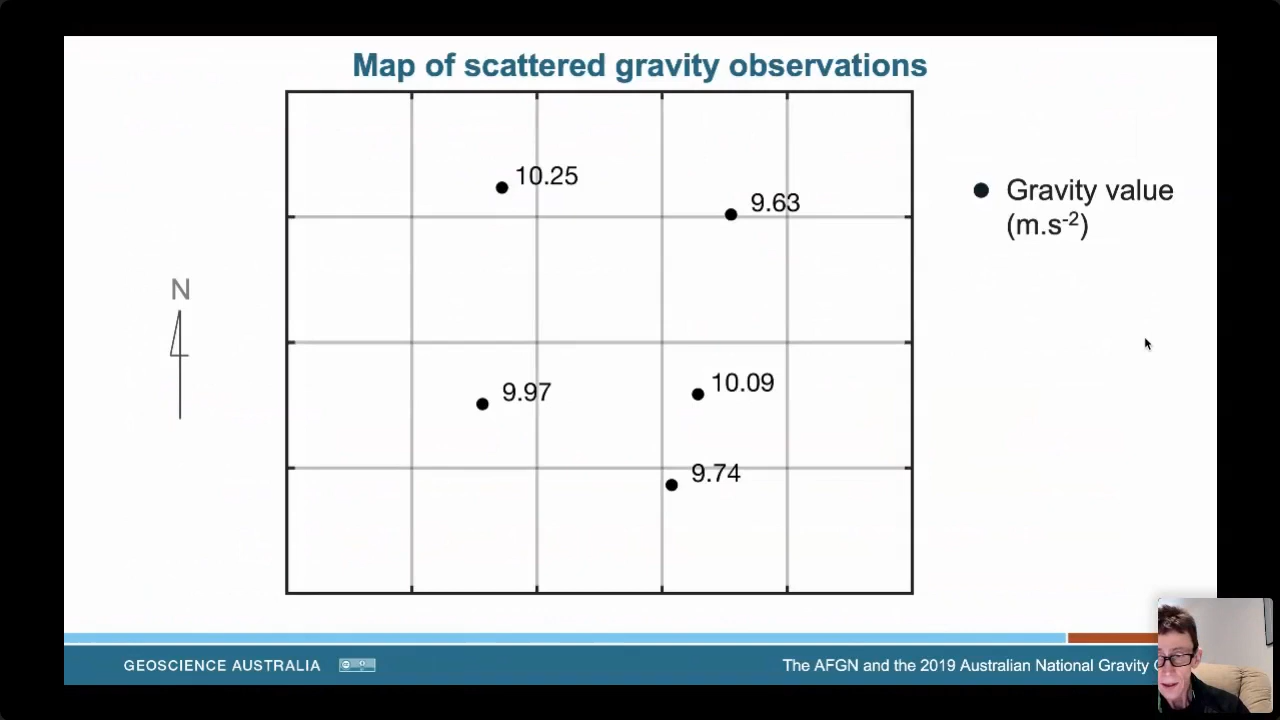 Map of scattered gravity observations
10.25
9.63
Gravity value
(m.s⁻²)
N
9.97
10.09
9.74
GEOSCIENCE AUSTRALIA
The AFGN and the 2019 Australian National Gravity